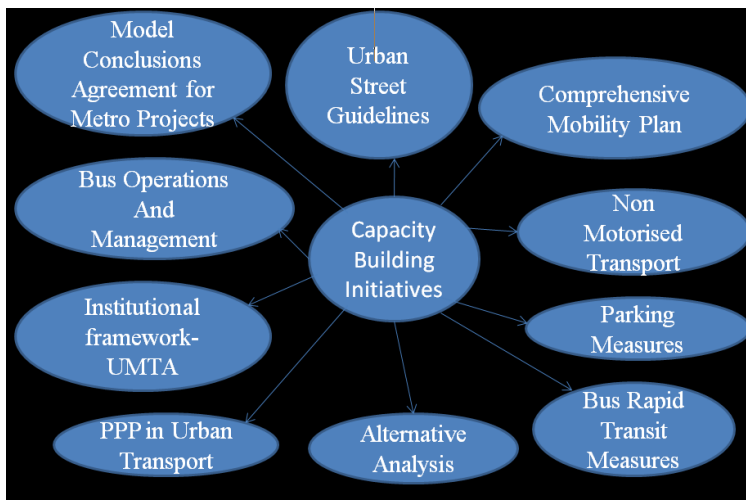 Model
Conclusions
Agreement for
Metro Projects
Urban
Street
Guidelines
Comprehensive
Mobility Plan
Bus Operations
And
Management
Capacity
Building
Initiatives
Non
Motorised
Transport
Institutional
framework-
UMTA
Parking
Measures
PPP in Urban
Transport
Alternative
Analysis
Bus Rapid
Transit
Measures